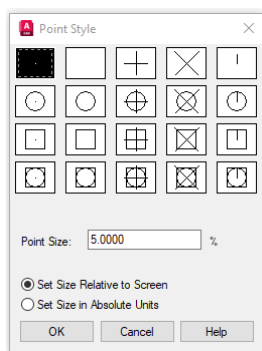 Point Style
Point Size: 5.0000 %
Set Size Relative to Screen
Set Size in Absolute Units
OK Cancel Help